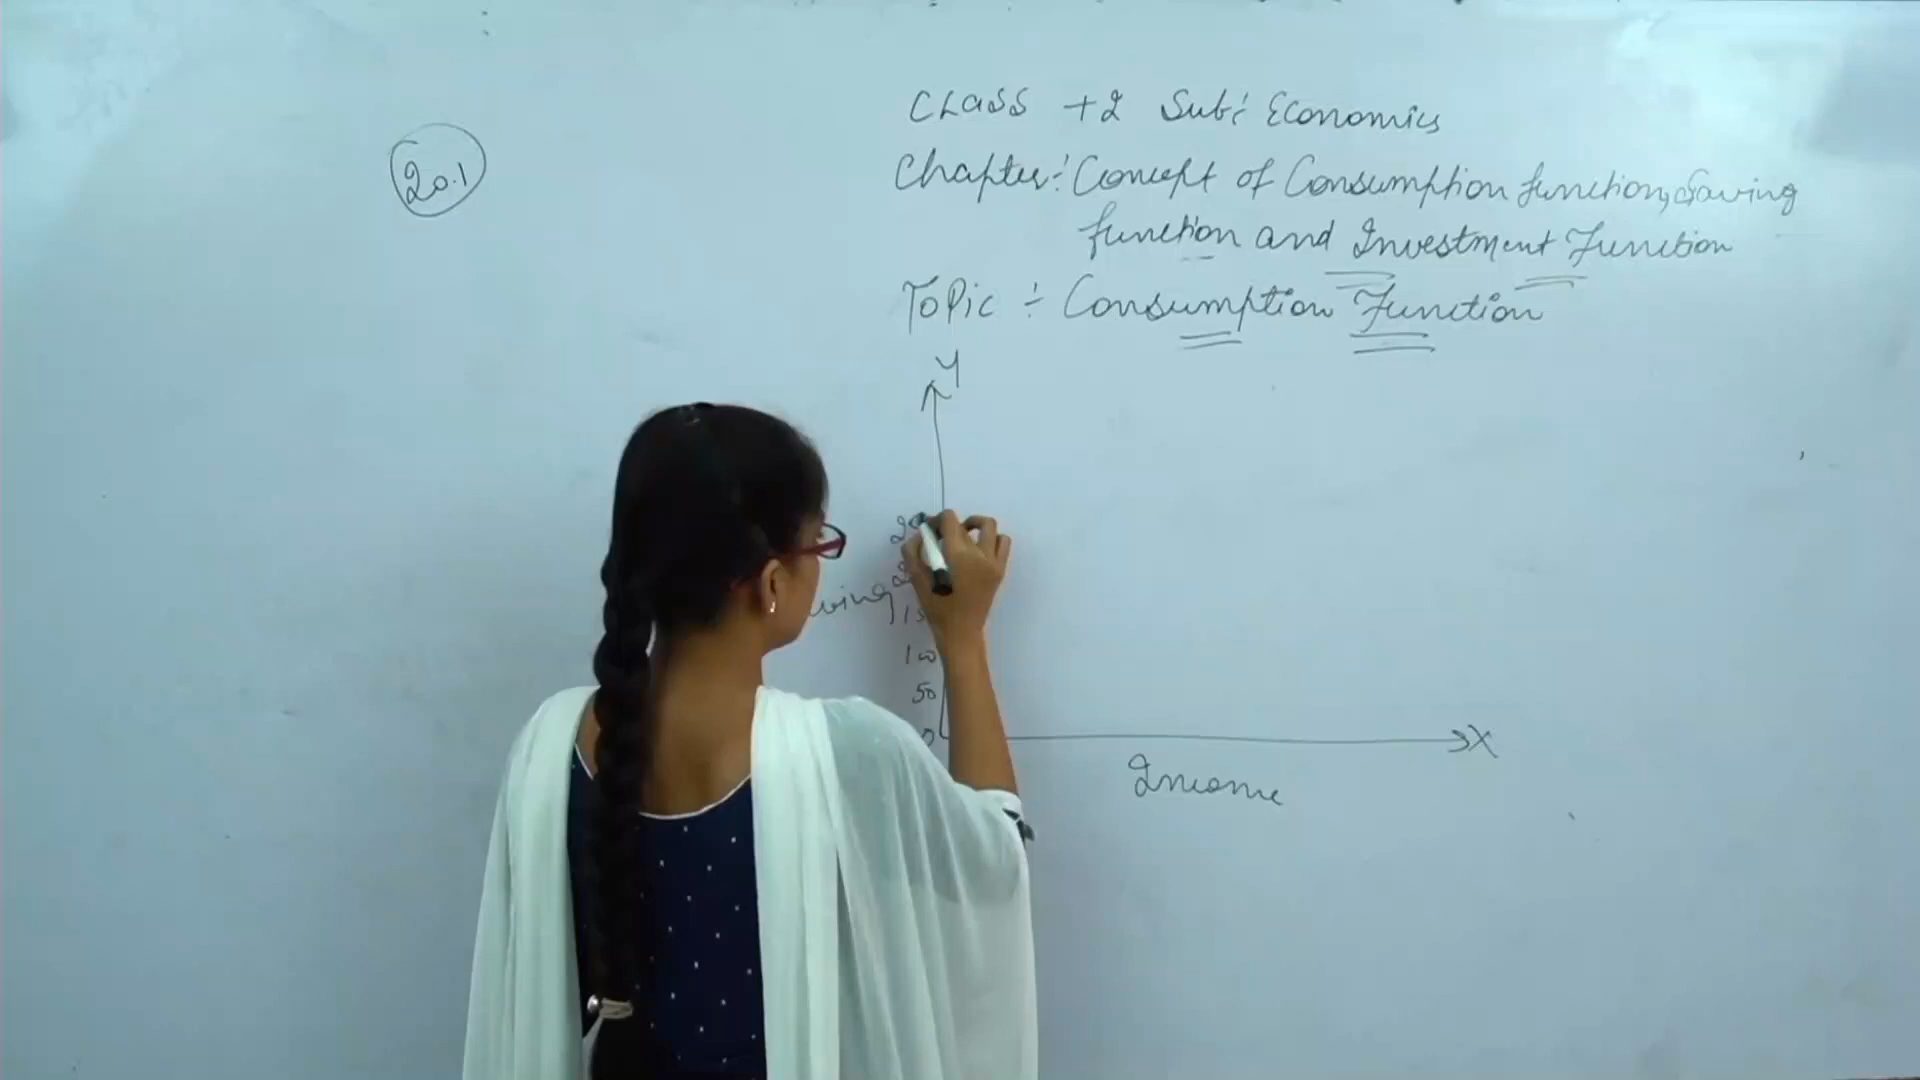 20.1
Class +2 Sub: Economics
Chapter: Concept of Consumption function, Saving
function and Investment Function
Topic ÷ Consumption Function
Y
100
50
0
X
Income